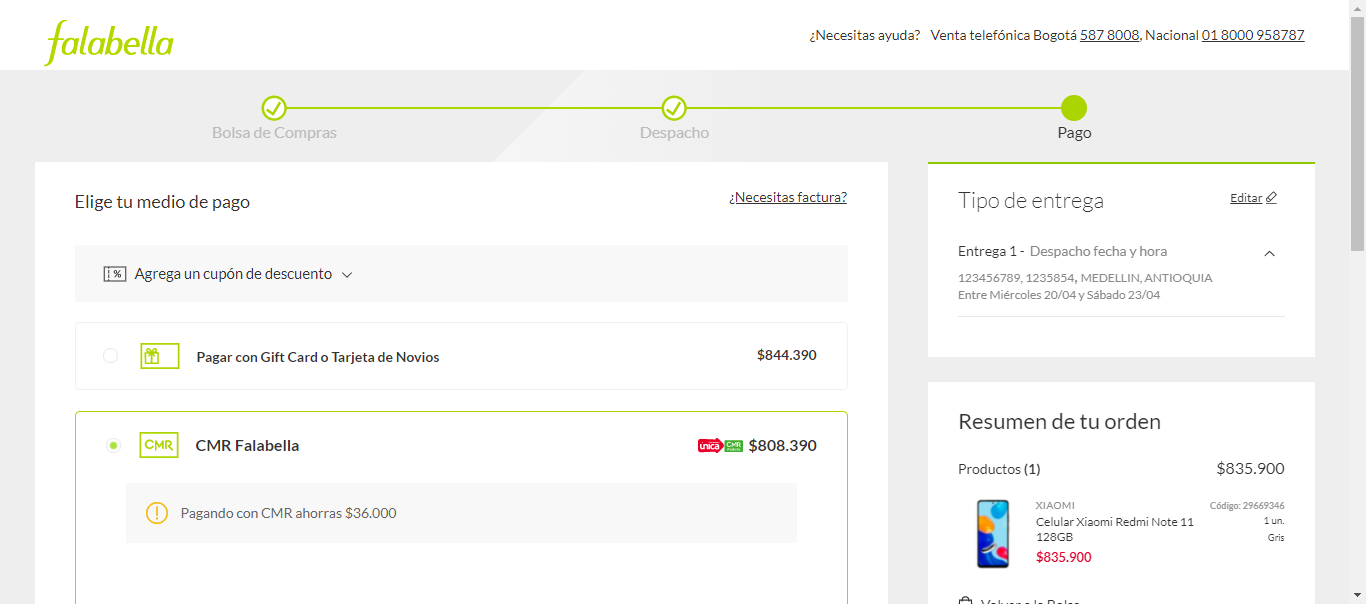 falabella
¿Necesitas ayuda? Venta telefónica Bogotá 587 8008, Nacional 01 8000 958787
Bolsa de Compras
Despacho
Pago
Elige tu medio de pago
¿Necesitas factura?
% Agrega un cupón de descuento
Pagar con Gift Card o Tarjeta de Novios
$844.390
CMR
CMR Falabella
única CMR
$808.390
! Pagando con CMR ahorras $36.000
Tipo de entrega
Editar
Entrega 1 - Despacho fecha y hora
123456789, 1235854, MEDELLIN, ANTIOQUIA
Entre Miércoles 20/04 y Sábado 23/04
Resumen de tu orden
Productos (1)
$835.900
XIAOMI
Código: 29669346
Celular Xiaomi Redmi Note 11
1 un.
128GB
Gris
$835.900
Volver a la Bolsa